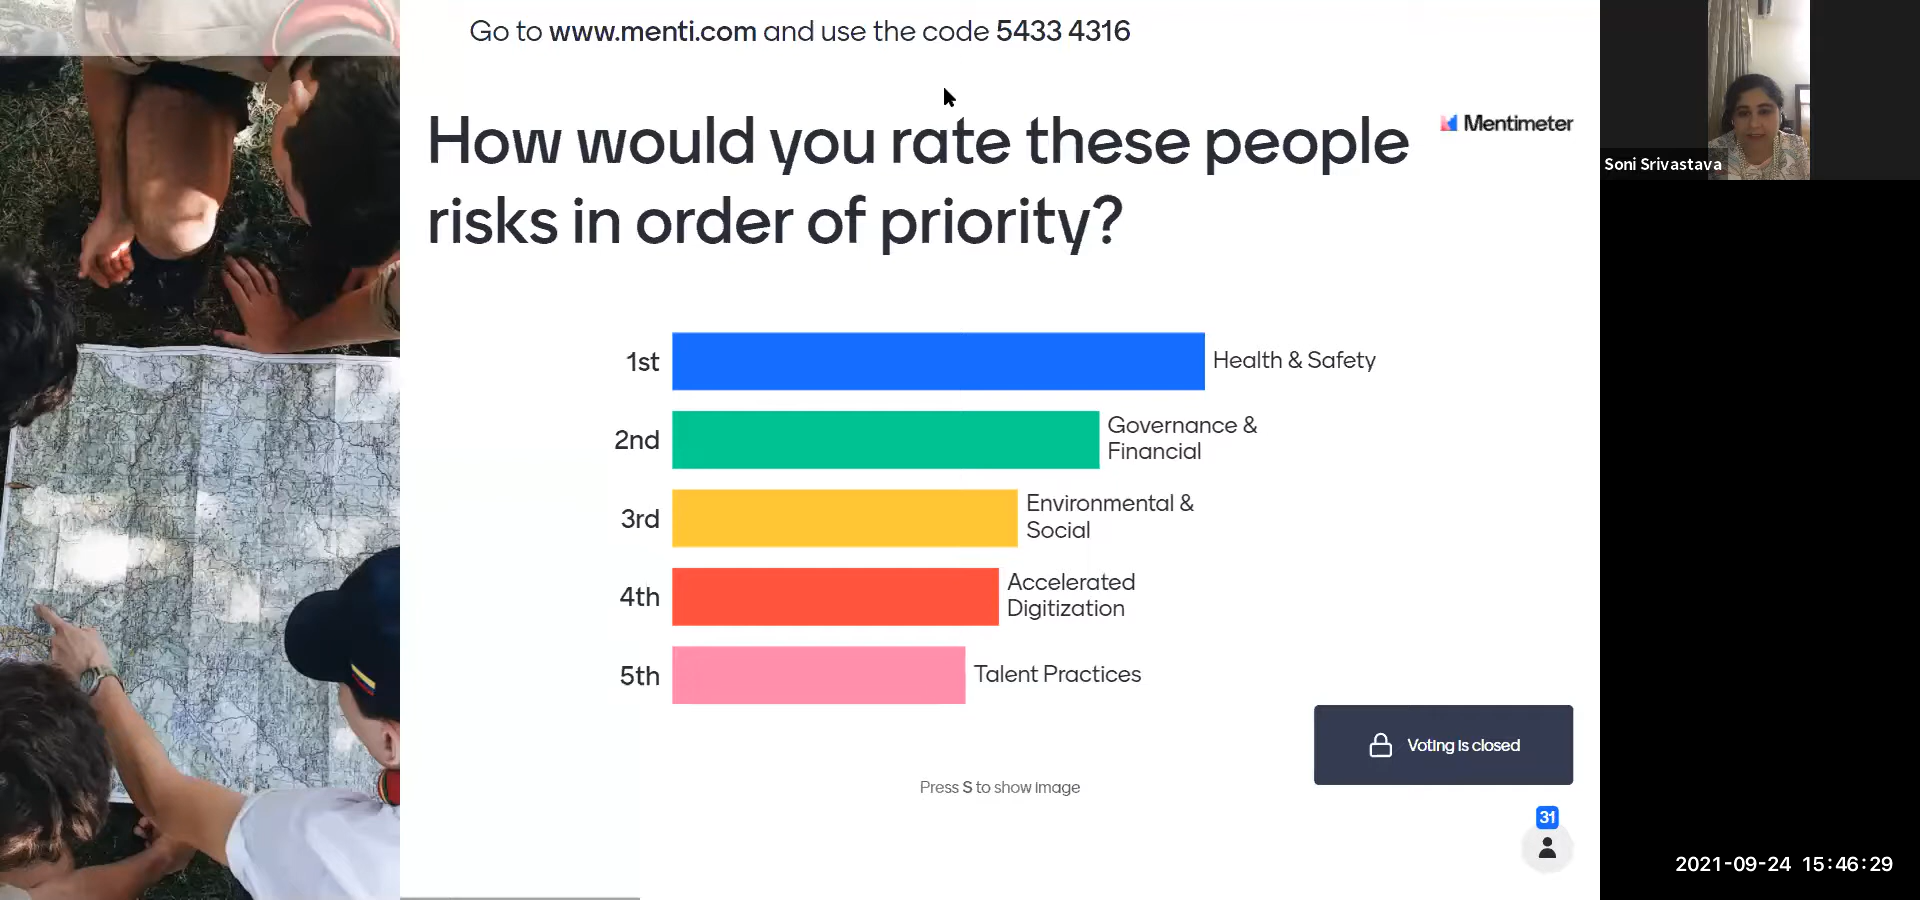 Go to www.menti.com and use the code 5433 4316
How would you rate these people
risks in order of priority?
Mentimeter
Soni Srivastava
1st
Health & Safety
2nd
Governance &
Financial
3rd
Environmental &
Social
4th
Accelerated
Digitization
5th
Talent Practices
Voting is closed
Press S to show image
31
2021-09-24 15:46:29